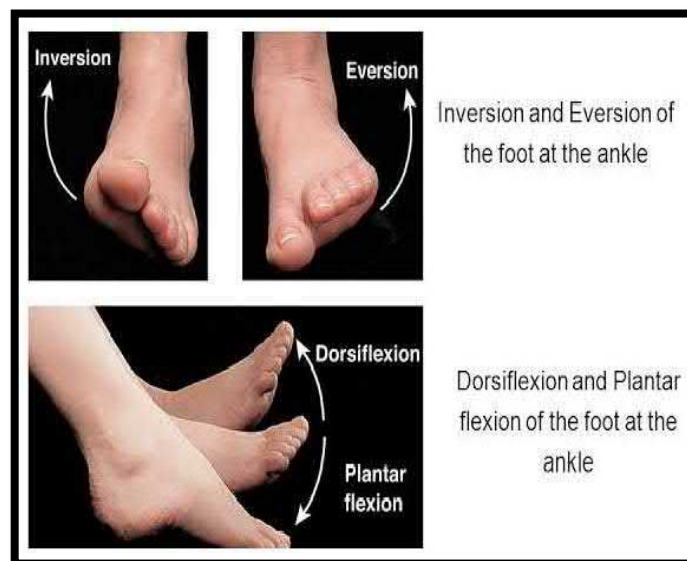 Inversion
Eversion
Inversion and Eversion of
the foot at the ankle
Dorsiflexion
Plantar
flexion
Dorsiflexion and Plantar
flexion of the foot at the
ankle